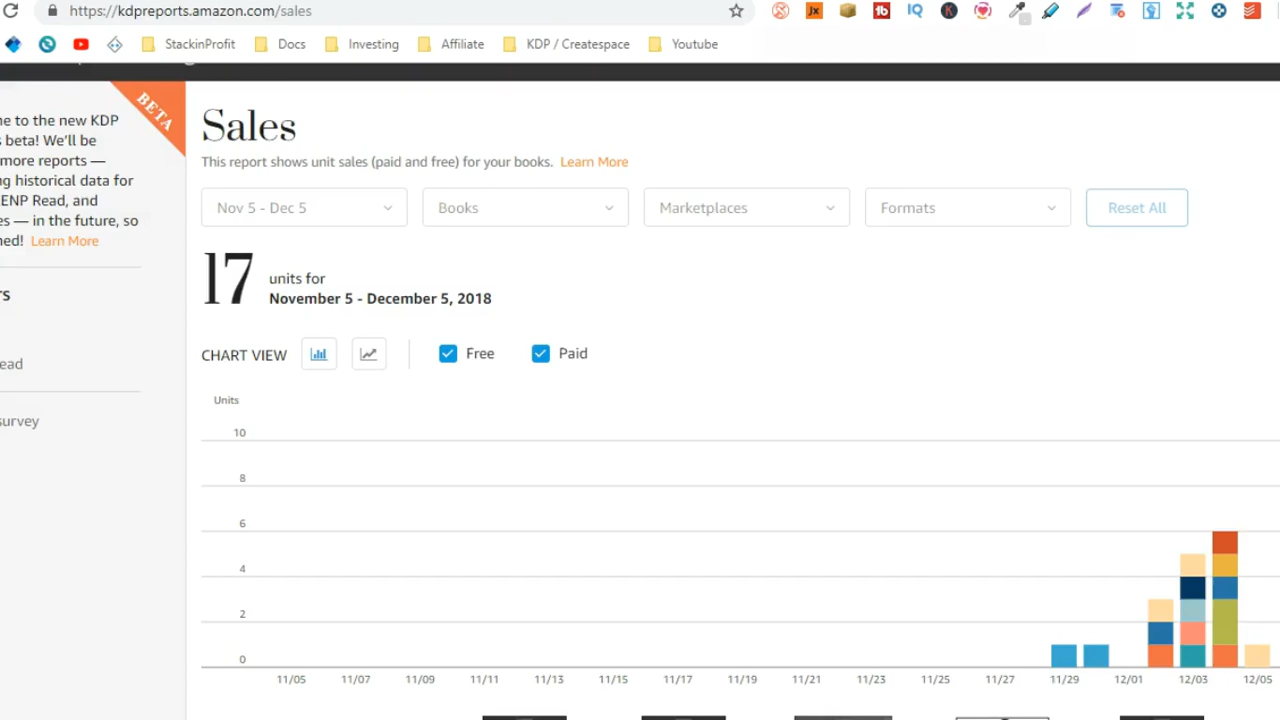 https://kdpreports.amazon.com/sales
Jx
tb
IQ
K
StackinProfit Docs Investing Affiliate KDP / Createspace Youtube
BETA
to the new KDP
beta! We'll be
more reports —
historical data for
ENP Read, and
— in the future, so
Learn More
Sales
This report shows unit sales (paid and free) for your books. Learn More
Nov 5 - Dec 5 Books Marketplaces Formats Reset All
17 units for
November 5 - December 5, 2018
CHART VIEW Free Paid
survey
Units
10
8
6
4
2
0
11/05 11/07 11/09 11/11 11/13 11/15 11/17 11/19 11/21 11/23 11/25 11/27 11/29 12/01 12/03 12/05